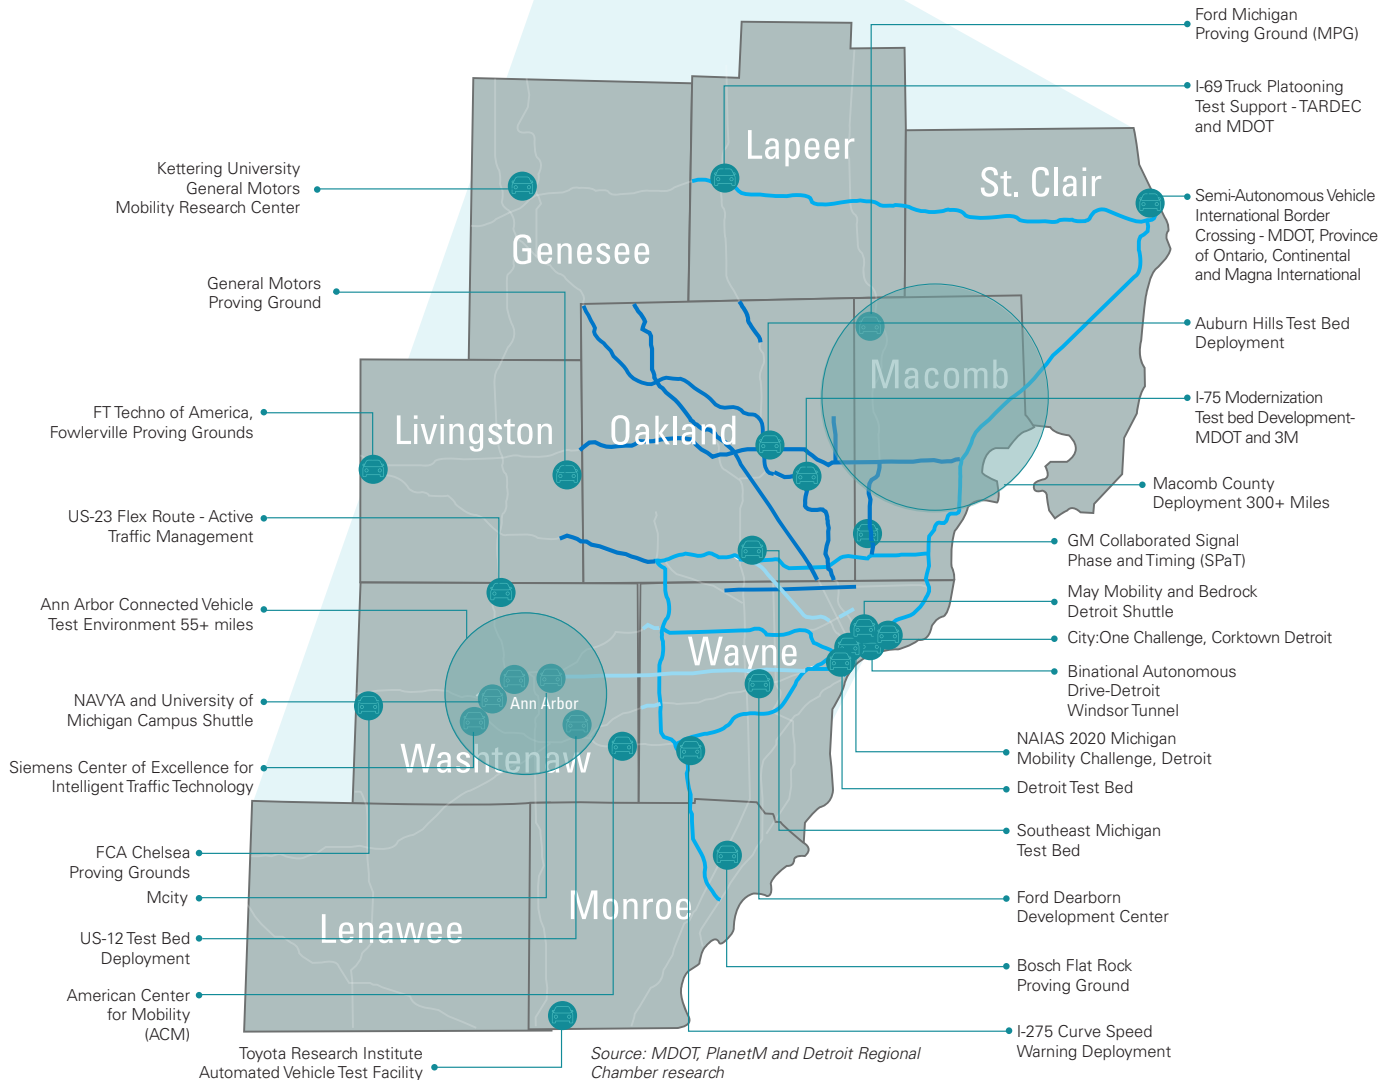 Ford Michigan
Proving Ground (MPG)
I-69 Truck Platooning
Test Support - TARDEC
and MDOT
Lapeer
St. Clair
Kettering University
General Motors
Mobility Research Center
Semi-Autonomous Vehicle
International Border
Crossing - MDOT, Province
of Ontario, Continental
and Magna International
Genesee
General Motors
Proving Ground
Auburn Hills Test Bed
Deployment
Macomb
I-75 Modernization
Test bed Development-
MDOT and 3M
FT Techno of America,
Fowlerville Proving Grounds
Livingston
Oakland
Macomb County
Deployment 300+ Miles
US-23 Flex Route - Active
Traffic Management
GM Collaborated Signal
Phase and Timing (SPaT)
Ann Arbor Connected Vehicle
Test Environment 55+ miles
May Mobility and Bedrock
Detroit Shuttle
City:One Challenge, Corktown Detroit
Wayne
Binational Autonomous
Drive-Detroit
Windsor Tunnel
NAVYA and University of
Michigan Campus Shuttle
Ann Arbor
Washtenaw
NAIAS 2020 Michigan
Mobility Challenge, Detroit
Siemens Center of Excellence for
Intelligent Traffic Technology
Detroit Test Bed
Southeast Michigan
Test Bed
FCA Chelsea
Proving Grounds
Mcity
Ford Dearborn
Development Center
Monroe
Lenawee
US-12 Test Bed
Deployment
Bosch Flat Rock
Proving Ground
American Center
for Mobility
(ACM)
I-275 Curve Speed
Warning Deployment
Toyota Research Institute
Automated Vehicle Test Facility
Source: MDOT, PlanetM and Detroit Regional
Chamber research